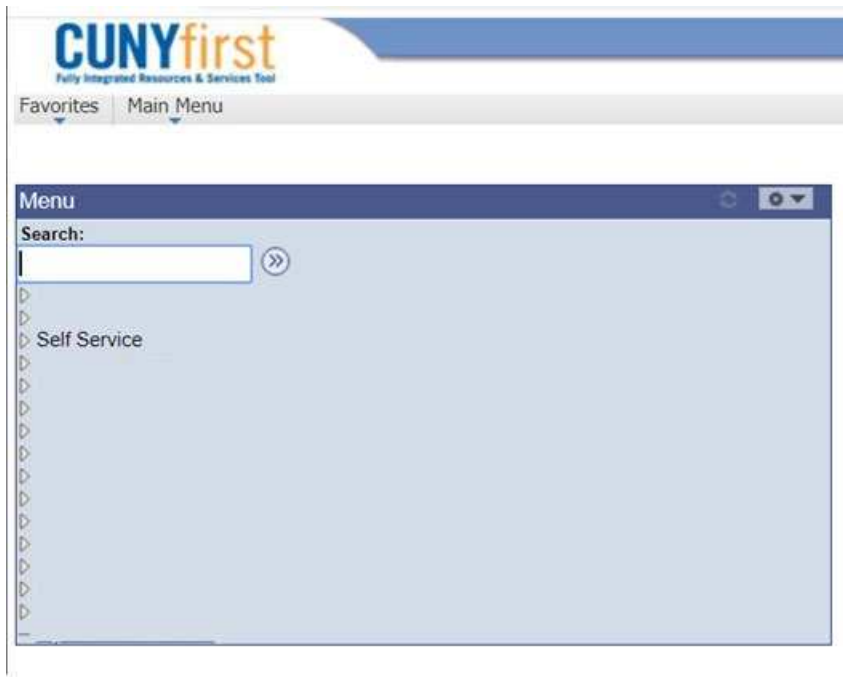 CUNYfirst
Fully Integrated Resources & Services Tool
Favorites Main Menu
Menu
Search:
Self Service